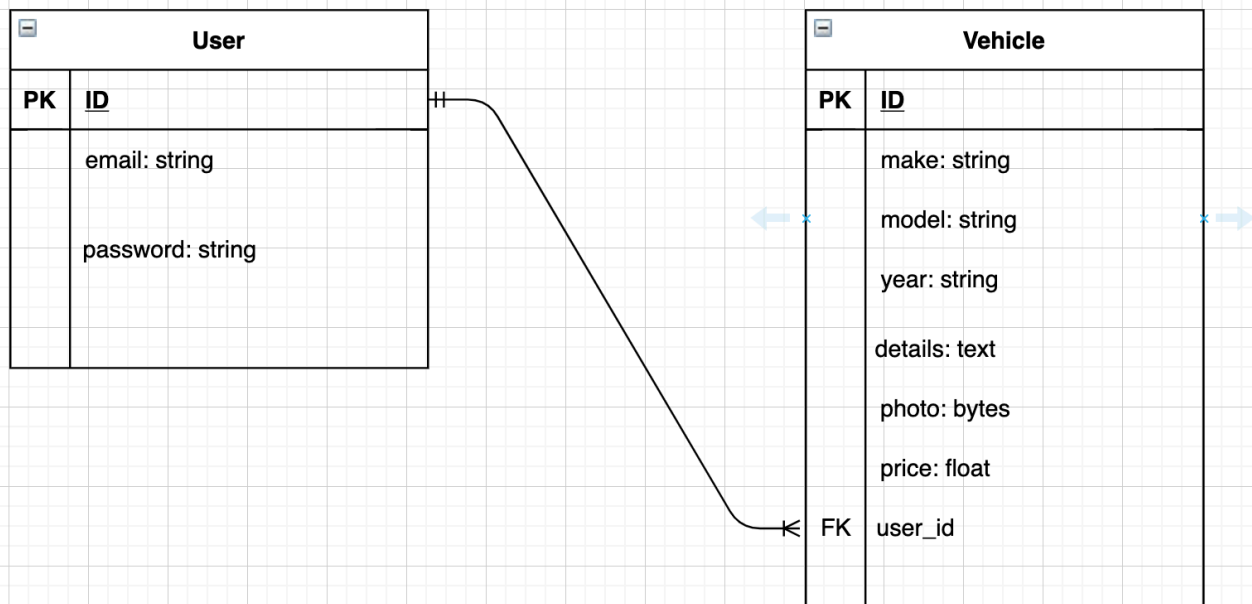 User
PK ID
email: string
password: string
Vehicle
PK ID
make: string
model: string
year: string
details: text
photo: bytes
price: float
FK user_id